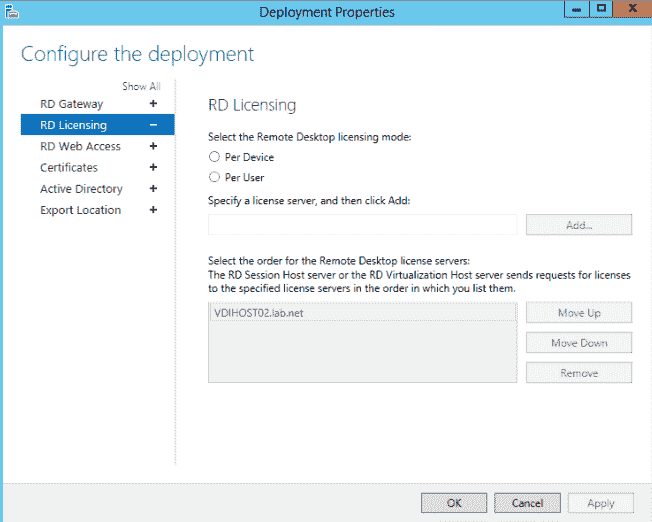 Deployment Properties
Configure the deployment
Show All
RD Gateway +
RD Licensing –
RD Web Access +
Certificates +
Active Directory +
Export Location +
RD Licensing
Select the Remote Desktop licensing mode:
Per Device
Per User
Specify a license server, and then click Add:
Add...
Select the order for the Remote Desktop license servers:
The RD Session Host server or the RD Virtualization Host server sends requests for licenses
to the specified license servers in the order in which you list them.
VDIHOST02.lab.net
Move Up
Move Down
Remove
OK Cancel Apply